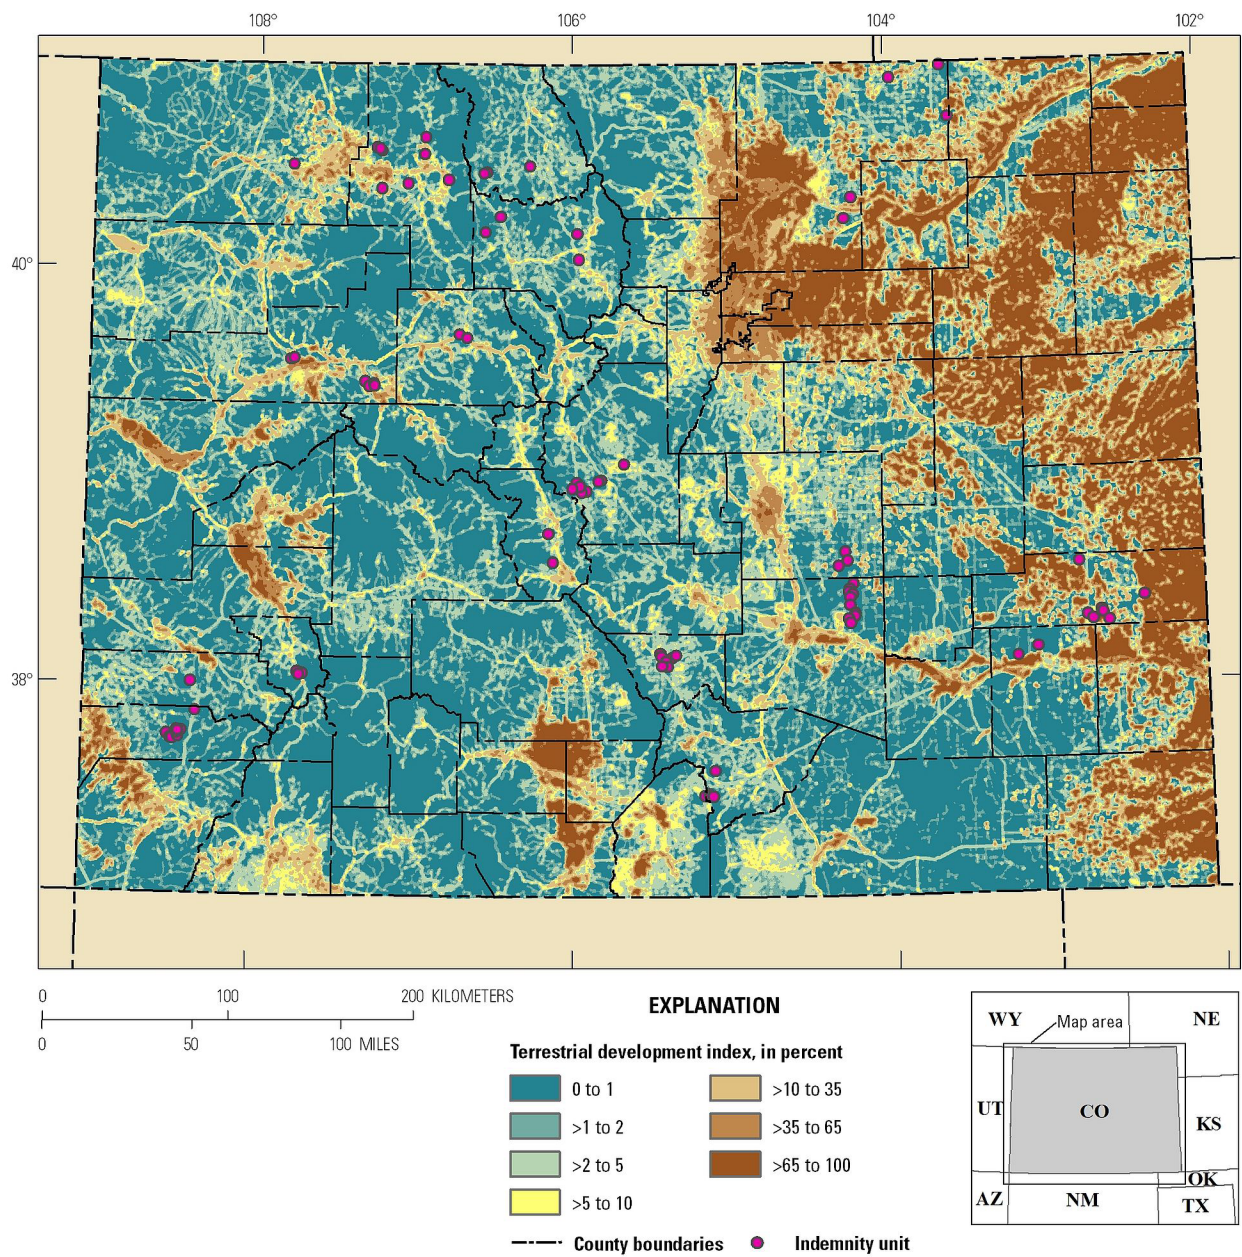 108°
106°
104°
102°
40°
38°
0 100 200 KILOMETERS
0 50 100 MILES
EXPLANATION
Terrestrial development index, in percent
0 to 1
>1 to 2
>2 to 5
>5 to 10
>10 to 35
>35 to 65
>65 to 100
County boundaries
Indemnity unit
WY
Map area
NE
UT
CO
KS
OK
AZ
NM
TX